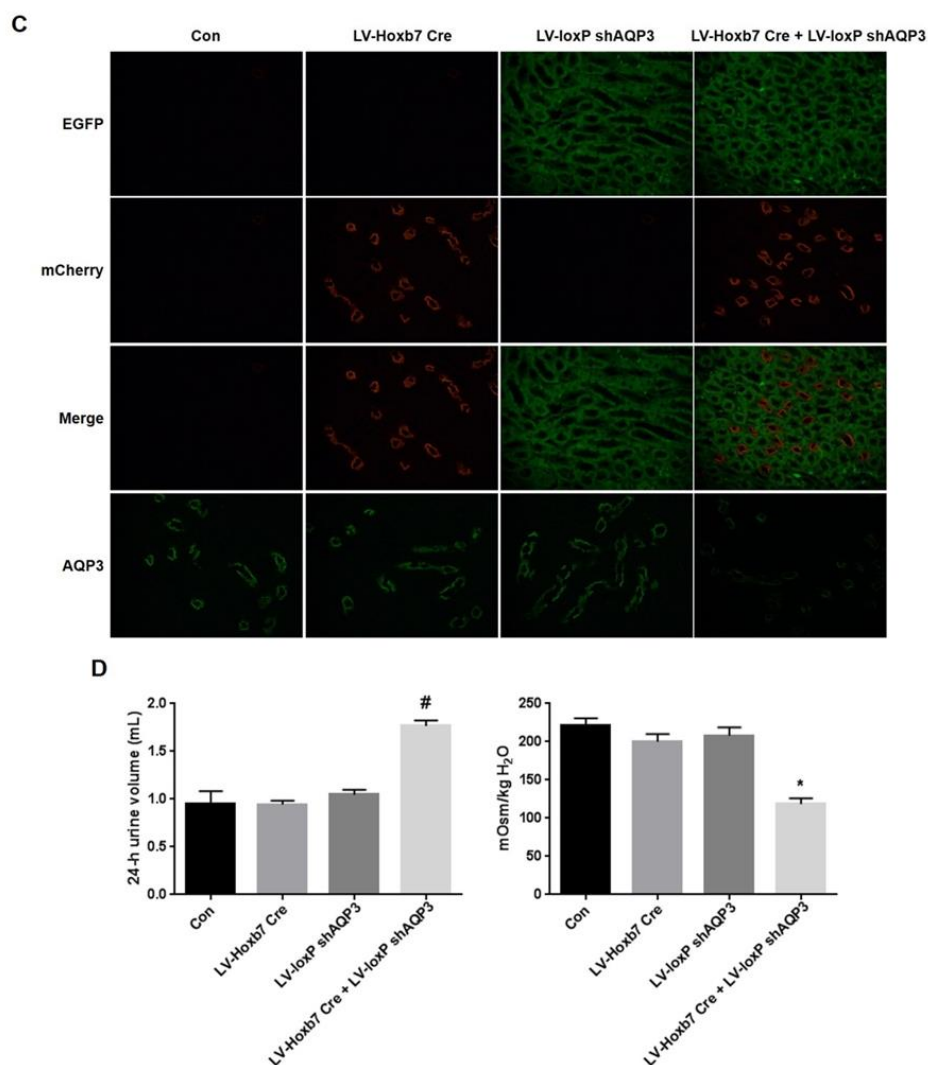 C
Con LV-Hoxb7 Cre LV-loxP shAQP3 LV-Hoxb7 Cre + LV-loxP shAQP3
EGFP
mCherry
Merge
AQP3
D
24-h urine volume (mL)
2.0
1.5
1.0
0.5
0.0
#
Con
LV-Hoxb7 Cre
LV-loxP shAQP3
LV-Hoxb7 Cre + LV-loxP shAQP3
mOsm/kg H₂O
250
200
150
100
50
0
*
Con
LV-Hoxb7 Cre
LV-loxP shAQP3
LV-Hoxb7 Cre + LV-loxP shAQP3